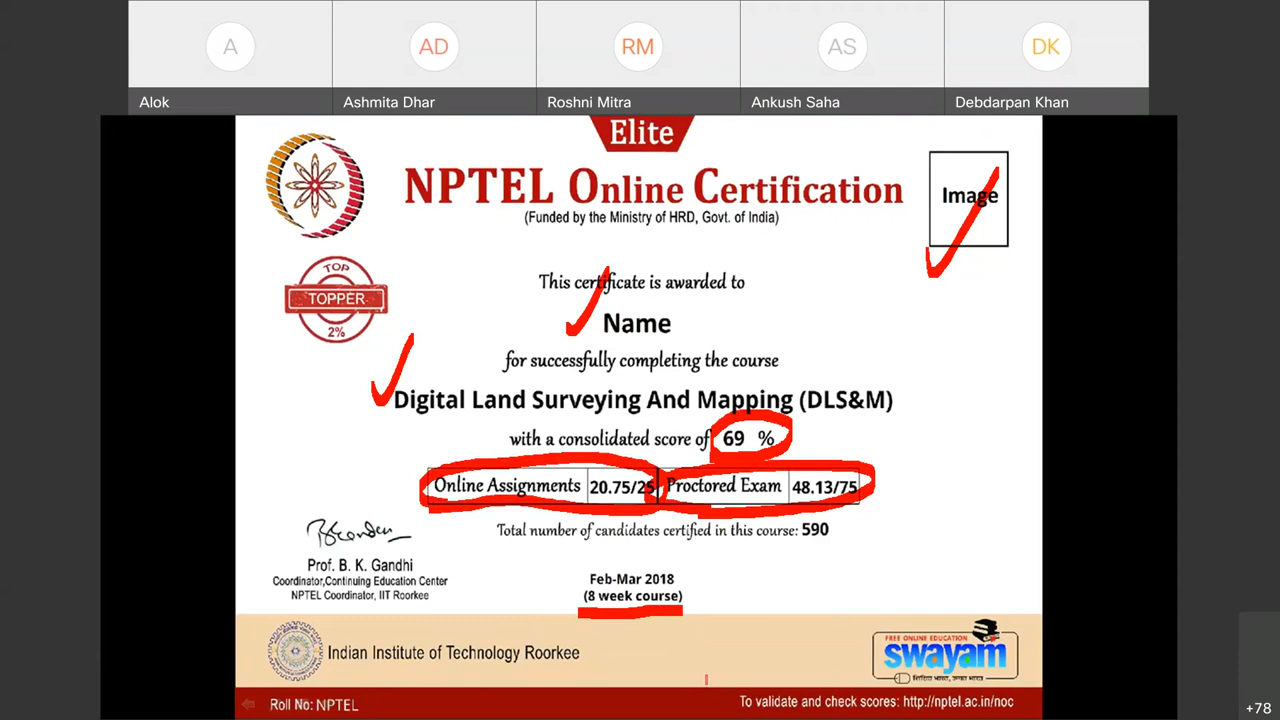 A
AD
RM
AS
DK
Alok
Ashmita Dhar
Roshni Mitra
Ankush Saha
Debdarpan Khan
Elite
NPTEL Online Certification
(Funded by the Ministry of HRD, Govt. of India)
Image
TOP
TOPPER
2%
This certificate is awarded to
Name
for successfully completing the course
Digital Land Surveying And Mapping (DLS&M)
with a consolidated score of 69 %
Online Assignments 20.75/25 Proctored Exam 48.13/75
Total number of candidates certified in this course: 590
Prof. B. K. Gandhi
Coordinator,Continuing Education Center
NPTEL Coordinator, IIT Roorkee
Feb-Mar 2018
(8 week course)
Indian Institute of Technology Roorkee
FREE ONLINE EDUCATION
swayam
शिक्षित भारत, उन्नत भारत
Roll No: NPTEL
To validate and check scores: http://nptel.ac.in/noc
+78